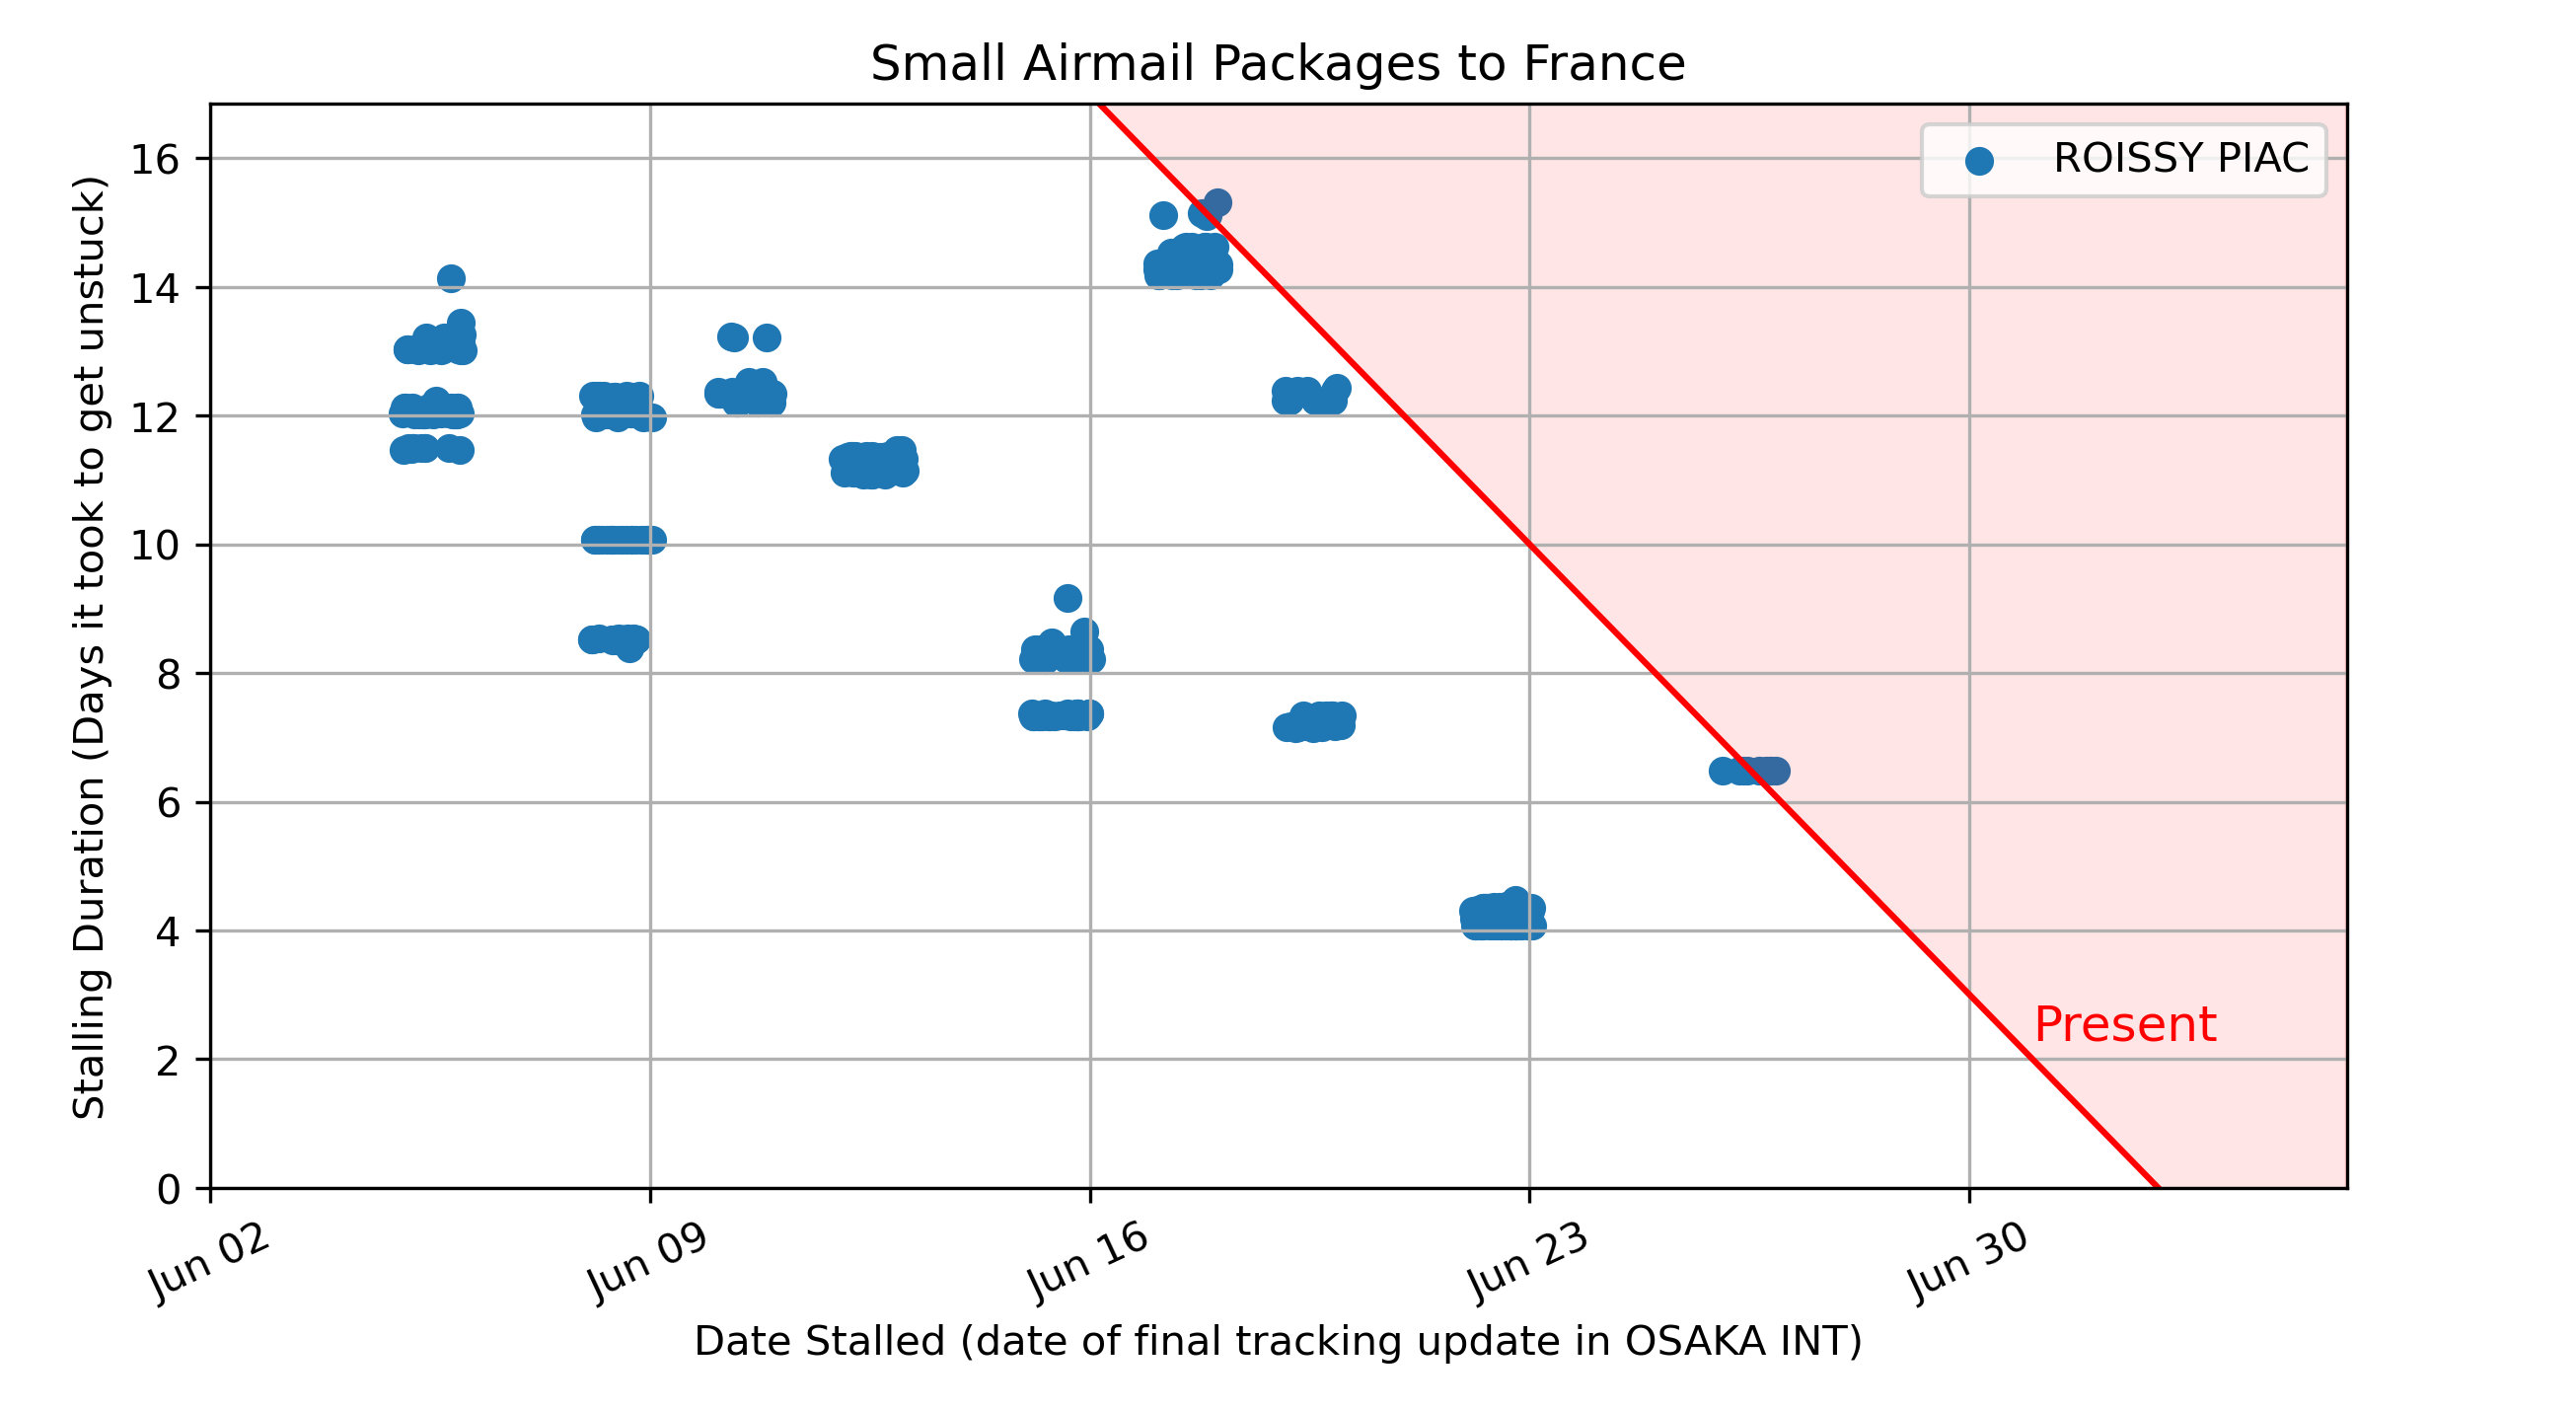 Small Airmail Packages to France
ROISSY PIAC
Stalling Duration (Days it took to get unstuck)
16
14
12
10
8
6
4
2
0
Present
Jun 02
Jun 09
Jun 16
Jun 23
Jun 30
Date Stalled (date of final tracking update in OSAKA INT)